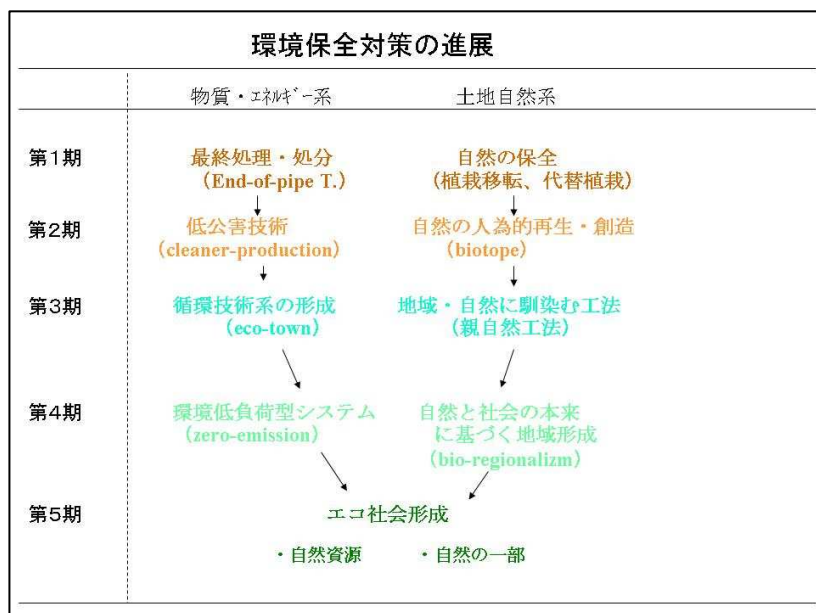 環境保全対策の進展
物質・エネルギー系 土地自然系
第1期 最終処理・処分 自然の保全
(End-of-pipe T.) (植栽移転、代替植栽)
第2期 低公害技術 自然の人為的再生・創造
(cleaner-production) (biotope)
第3期 循環技術系の形成 地域・自然に馴染む工法
(eco-town) (親自然工法)
第4期 環境低負荷型システム 自然と社会の本来
(zero-emission) に基づく地域形成
(bio-regionalizm)
第5期 エコ社会形成
・自然資源 ・自然の一部